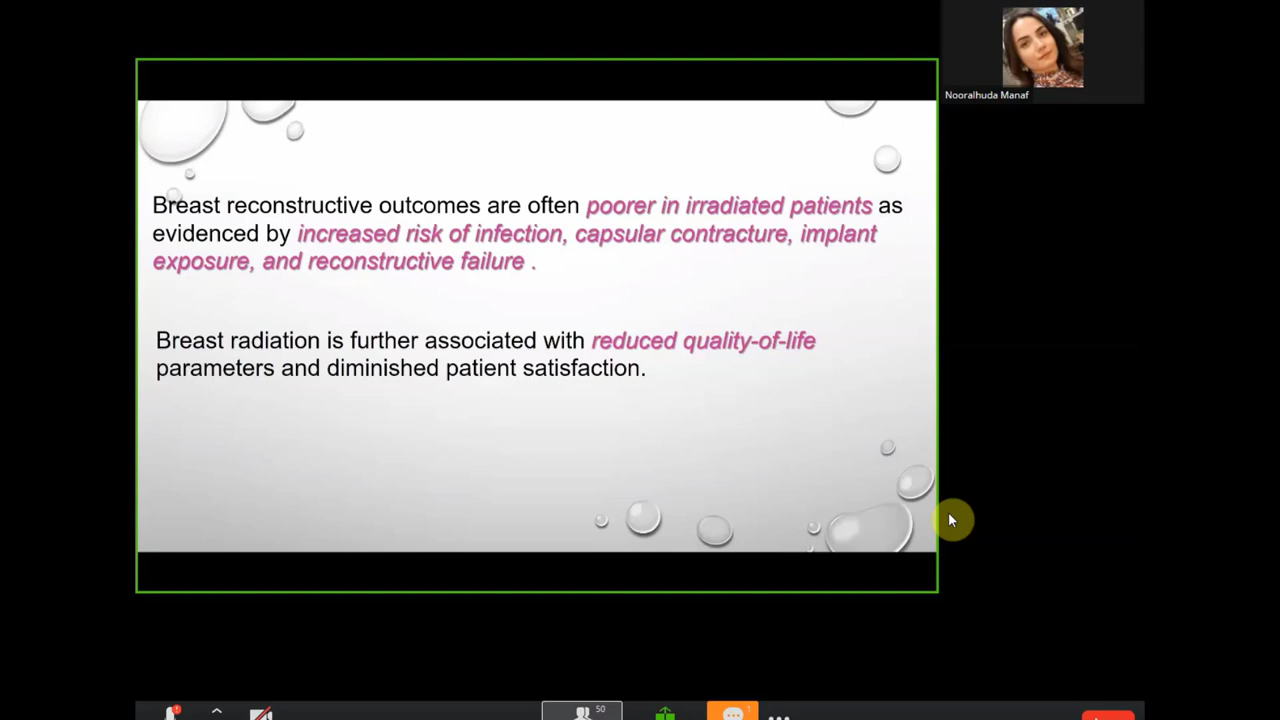 Nooralhuda Manaf
Breast reconstructive outcomes are often poorer in irradiated patients as
evidenced by increased risk of infection, capsular contracture, implant
exposure, and reconstructive failure .
Breast radiation is further associated with reduced quality-of-life
parameters and diminished patient satisfaction.
50
1